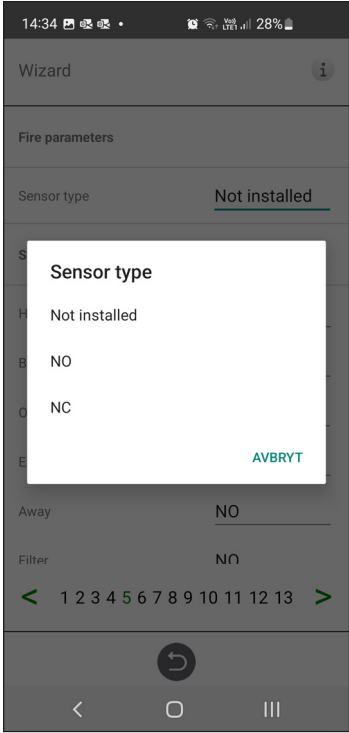 14:34 28%
Wizard i
Fire parameters
Sensor type Not installed
S
Sensor type
H Not installed
B NO
O NC
E AVBRYT
Away NO
Filter NO
< 1 2 3 4 5 6 7 8 9 10 11 12 13 >